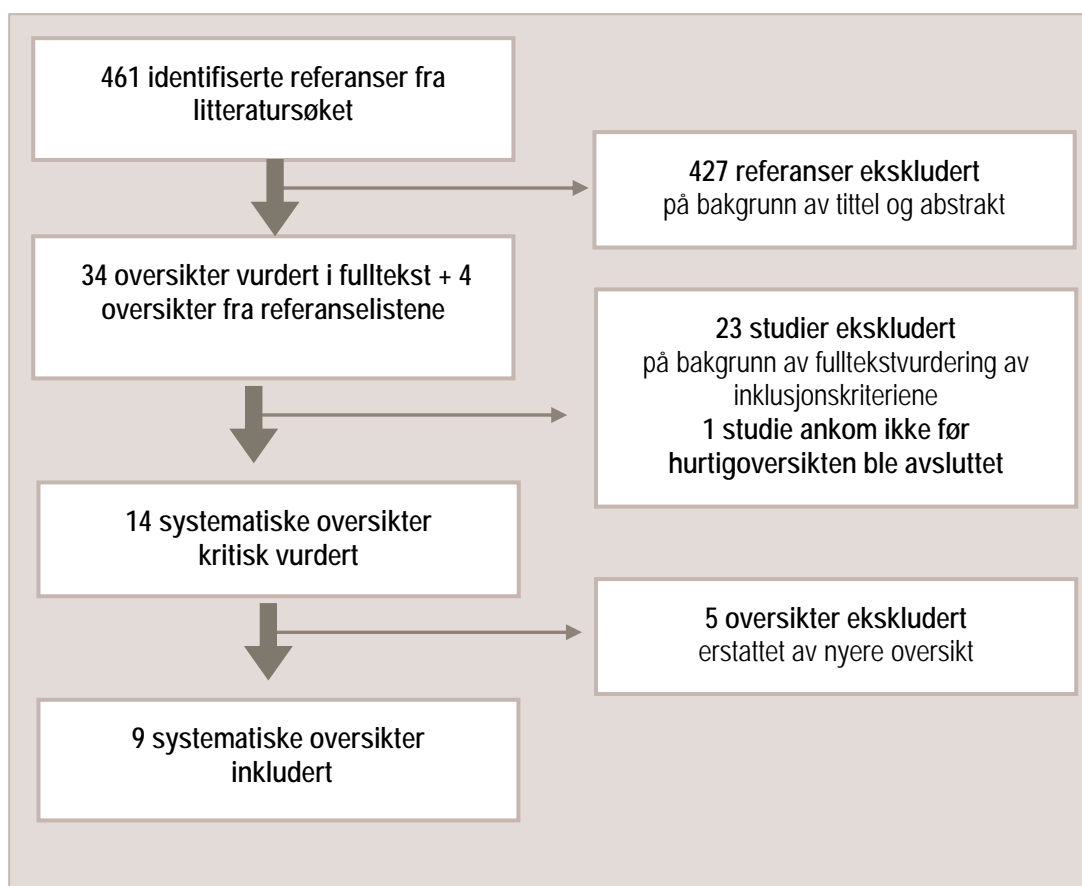 461 identifiserte referanser fra
litteratursøket
427 referanser ekskludert
på bakgrunn av tittel og abstrakt
34 oversikter vurdert i fulltekst + 4
oversikter fra referanselistene
23 studier ekskludert
på bakgrunn av fulltekstvurdering av
inklusjonskriteriene
1 studie ankom ikke før
hurtigoversikten ble avsluttet
14 systematiske oversikter
kritisk vurdert
5 oversikter ekskludert
erstattet av nyere oversikt
9 systematiske oversikter
inkludert